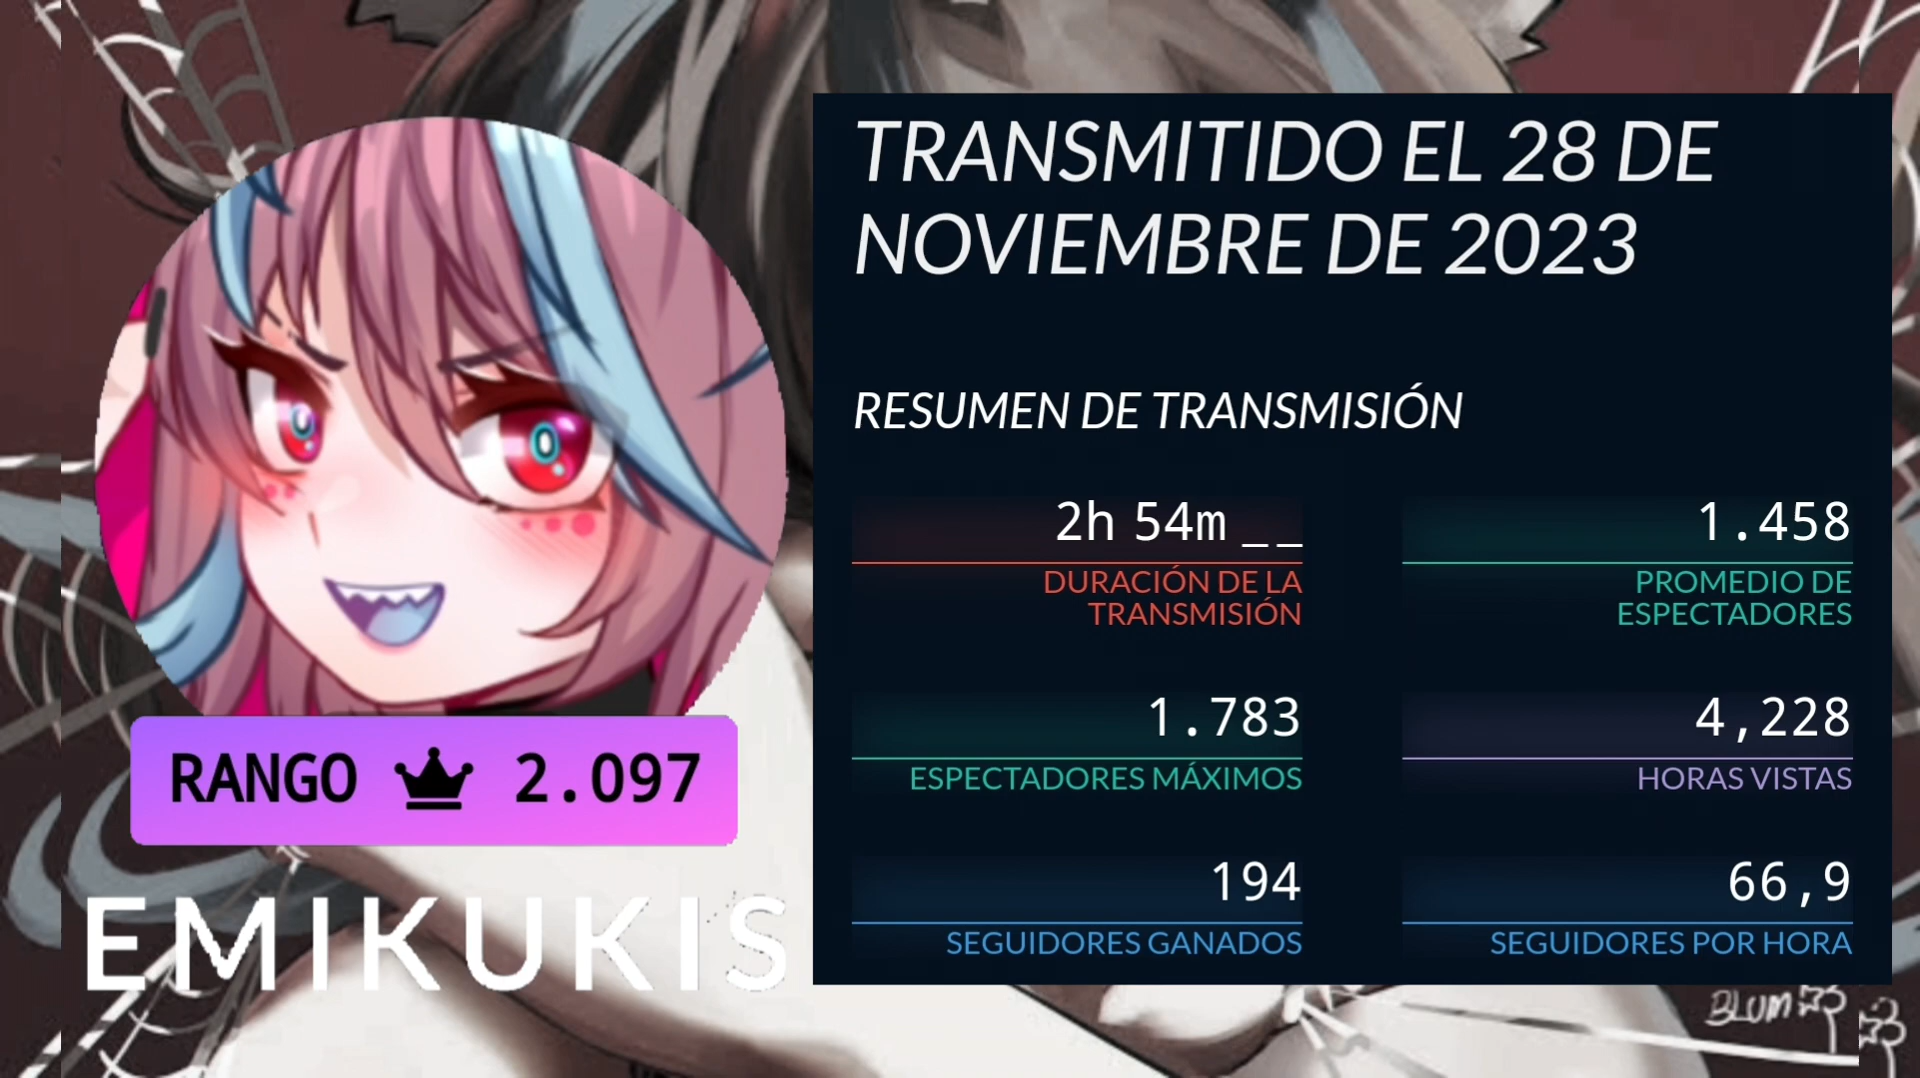 TRANSMITIDO EL 28 DE
NOVIEMBRE DE 2023
RESUMEN DE TRANSMISIÓN
2h 54m _ _
DURACIÓN DE LA
TRANSMISIÓN
1.458
PROMEDIO DE
ESPECTADORES
1.783
ESPECTADORES MÁXIMOS
4,228
HORAS VISTAS
194
SEGUIDORES GANADOS
66,9
SEGUIDORES POR HORA
RANGO 2.097
EMIKUKIS
BLUM